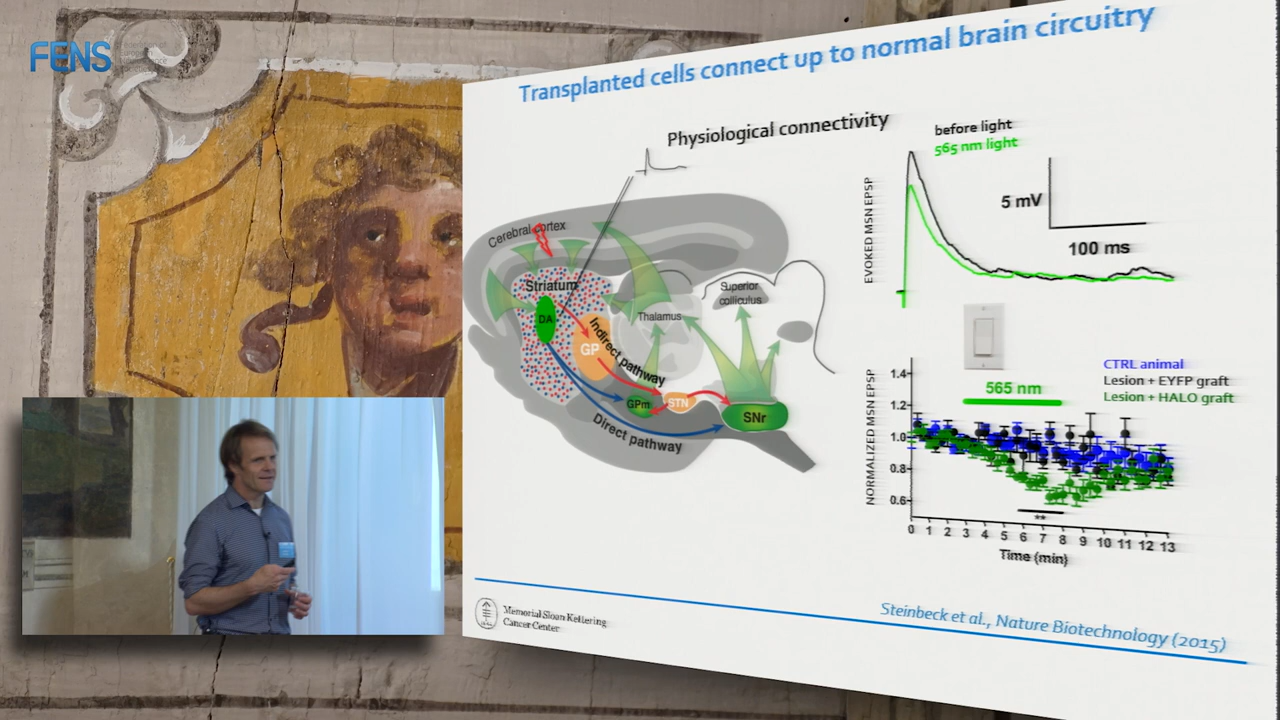 FENS
Transplanted cells connect up to normal brain circuitry
Physiological connectivity
before light
565 nm light
5 mV
100 ms
EVOKED MSN EPSP
Cerebral cortex
Striatum
DA
GP
Indirect pathway
Thalamus
Superior
colliculus
GPm
STN
SNr
Direct pathway
CTRL animal
Lesion + EYFP graft
Lesion + HALO graft
565 nm
NORMALIZED MSN EPSP
1.4
1.2
1.0
0.8
0.6
**
0 1 2 3 4 5 6 7 8 9 10 11 12 13
Time (min)
Memorial Sloan Kettering
Cancer Center
Steinbeck et al., Nature Biotechnology (2015)